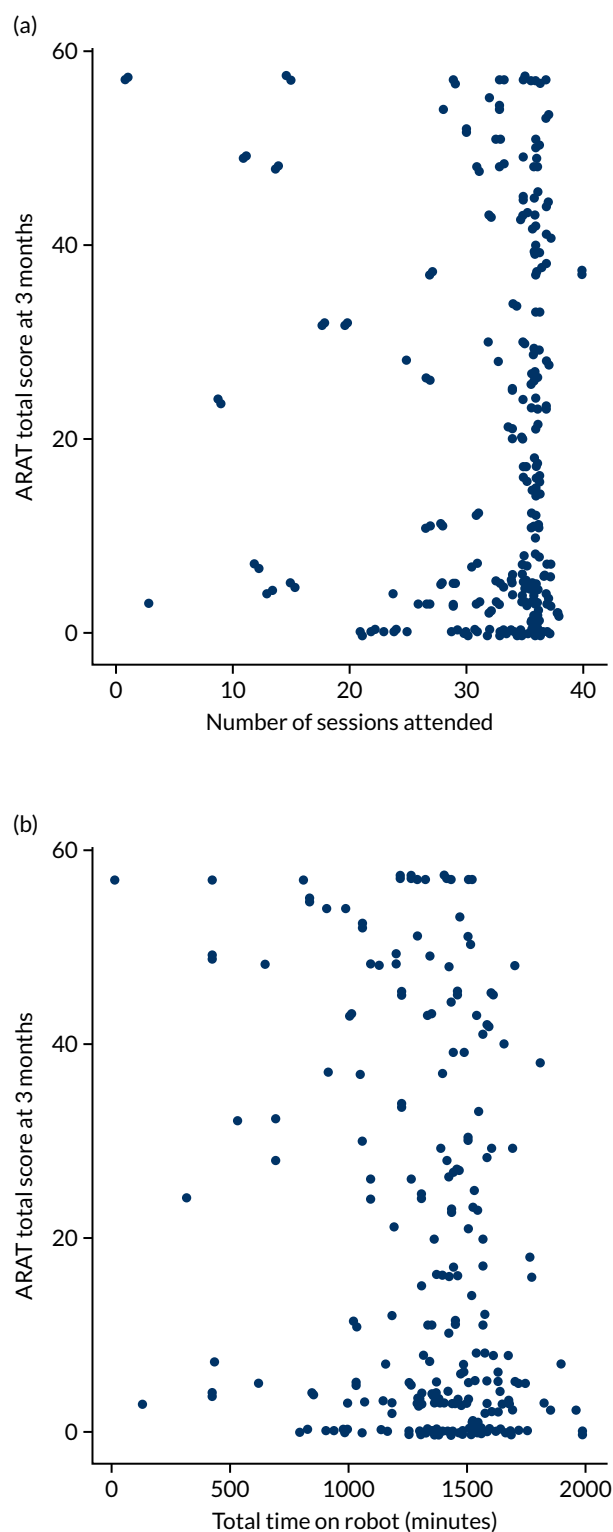 (a)
60
40
20
0
ARAT total score at 3 months
0 10 20 30 40
Number of sessions attended
(b)
60
40
20
0
ARAT total score at 3 months
0 500 1000 1500 2000
Total time on robot (minutes)